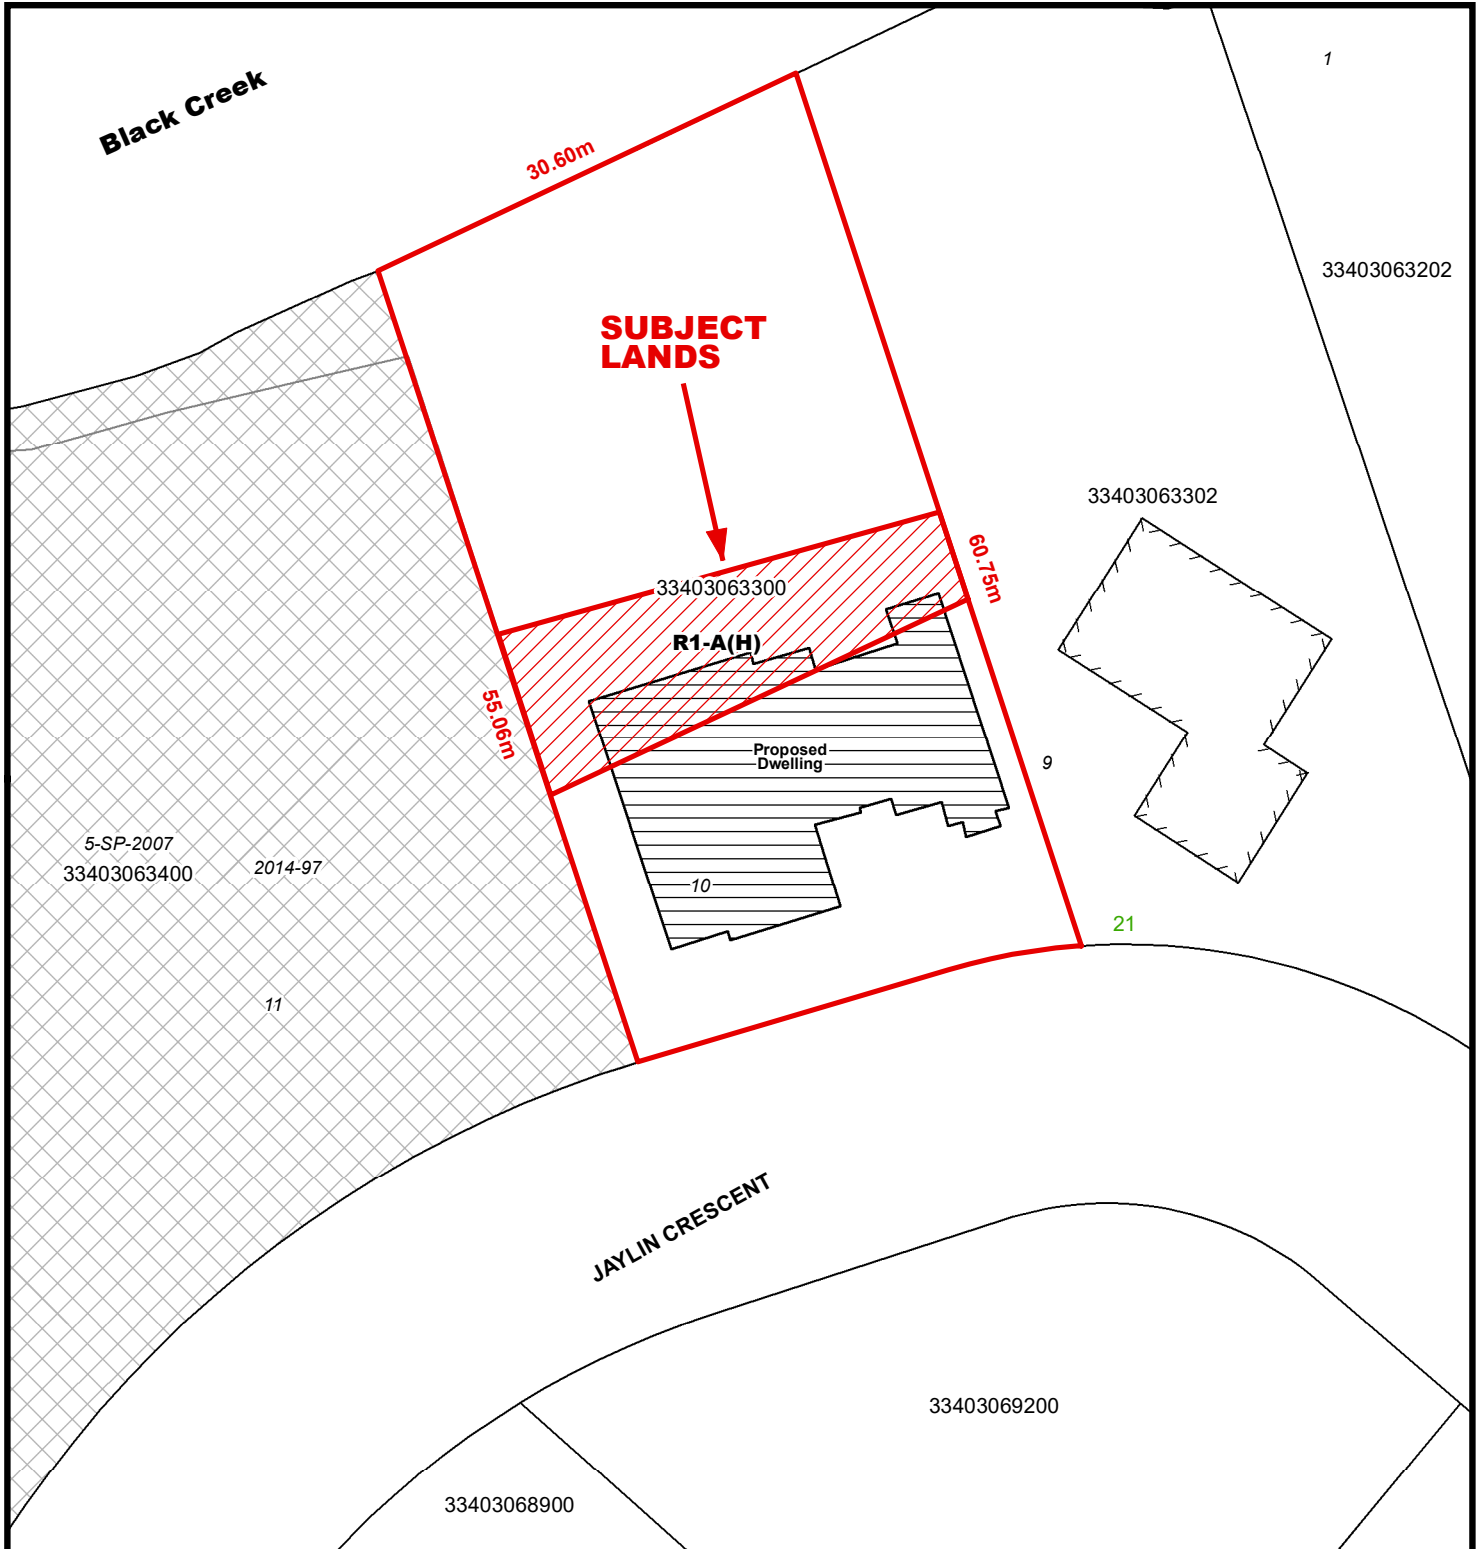 1
Black Creek
30.60m
33403063202
SUBJECT
LANDS
33403063302
60.75m
33403063300
R1-A(H)
55.06m
Proposed
Dwelling
9
5-SP-2007
2014-97
33403063400
10
21
11
JAYLIN CRESCENT
33403069200
33403068900